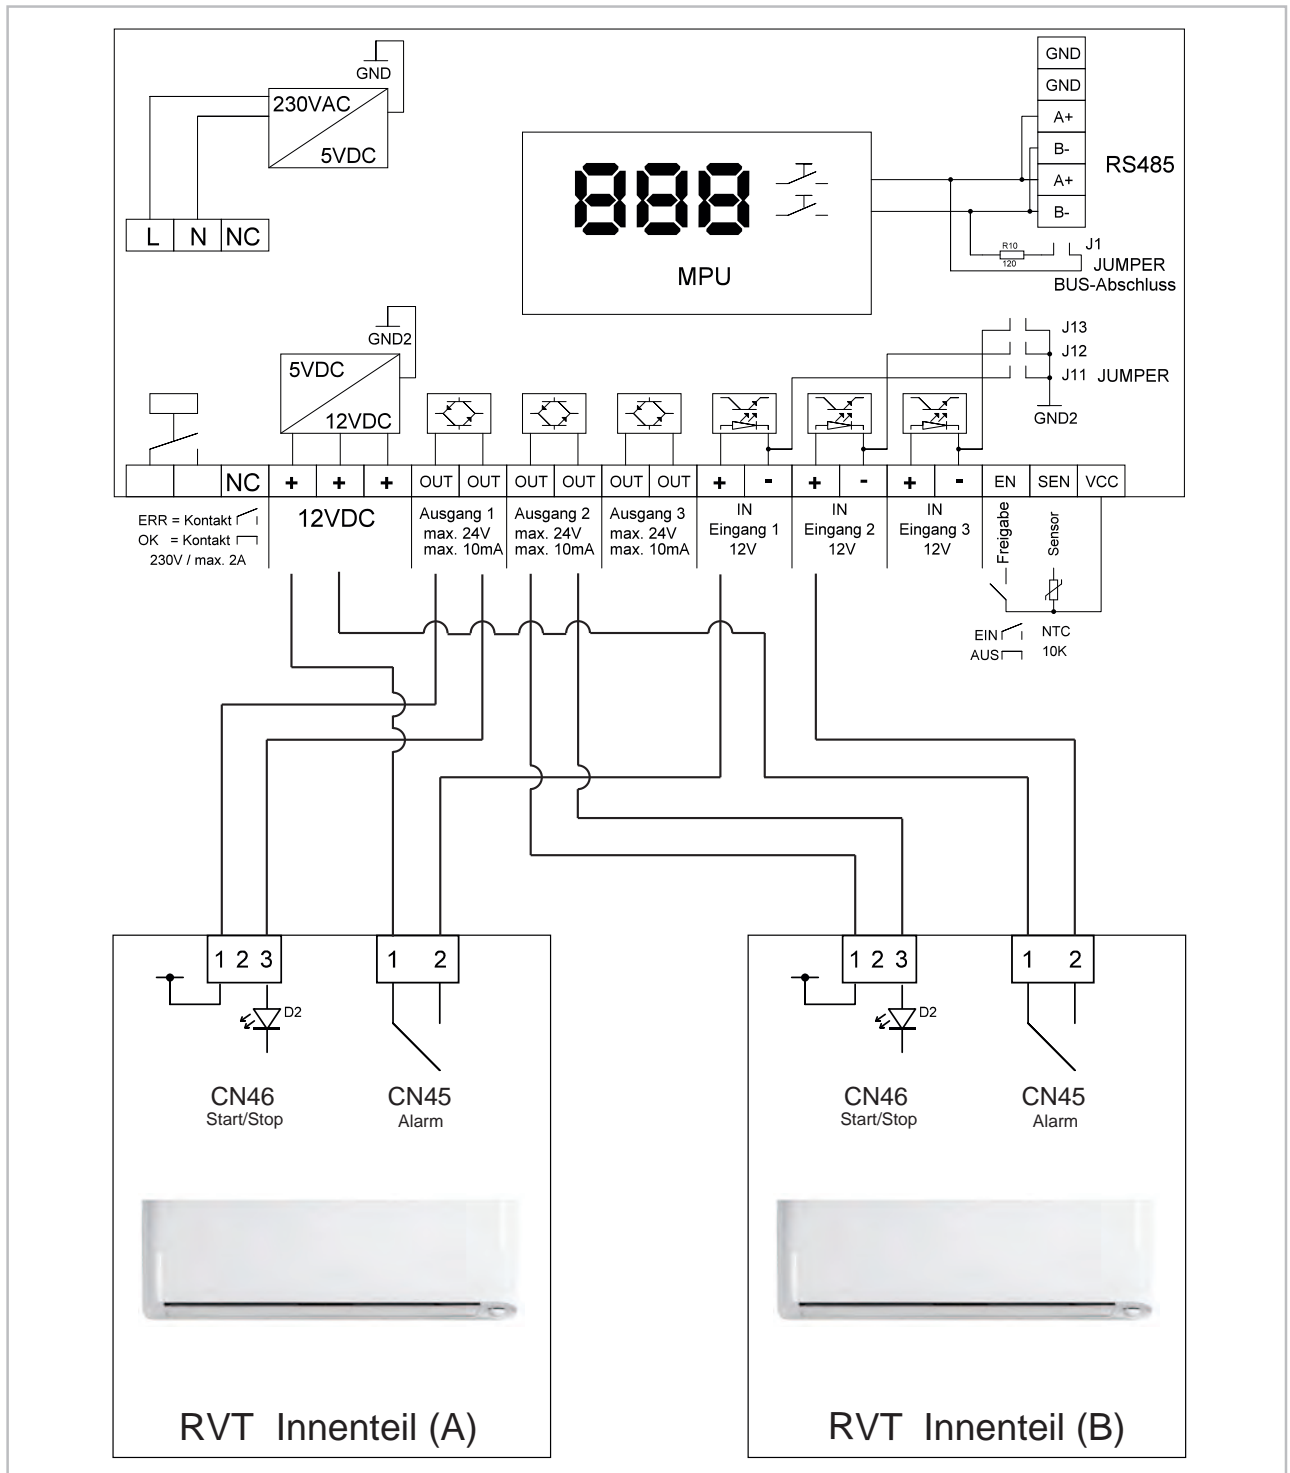 GND
230VAC
5VDC
L N NC
888
MPU
GND
GND
A+
B-
A+
B-
RS485
R10
120
J1
JUMPER
BUS-Abschluss
GND2
5VDC
12VDC
J13
J12
J11 JUMPER
GND2
NC + + + OUT OUT OUT OUT OUT OUT + - + - + - EN SEN VCC
ERR = Kontakt
OK = Kontakt
230V / max. 2A
12VDC
Ausgang 1
max. 24V
max. 10mA
Ausgang 2
max. 24V
max. 10mA
Ausgang 3
max. 24V
max. 10mA
IN
Eingang 1
12V
IN
Eingang 2
12V
IN
Eingang 3
12V
Freigabe
Sensor
EIN
AUS
NTC
10K
1 2 3
1 2
D2
CN46
Start/Stop
CN45
Alarm
RVT Innenteil (A)
1 2 3
1 2
D2
CN46
Start/Stop
CN45
Alarm
RVT Innenteil (B)